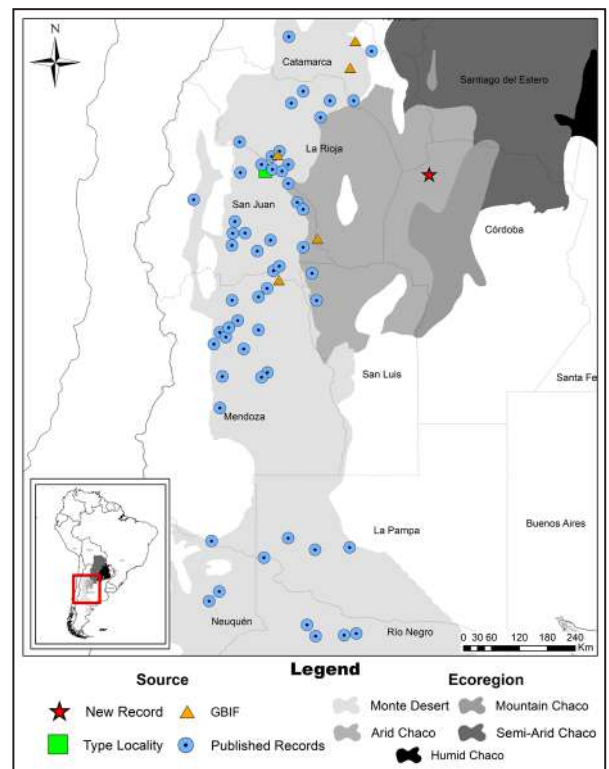 N
Catamarca
Santiago del Estero
La Rioja
San Juan
Córdoba
San Luis
Santa Fe
Mendoza
La Pampa
Buenos Aires
Neuquén
Río Negro
0 30 60 120 180 240
Km
Legend
Source
Ecoregion
New Record
GBIF
Monte Desert
Mountain Chaco
Type Locality
Published Records
Arid Chaco
Semi-Arid Chaco
Humid Chaco